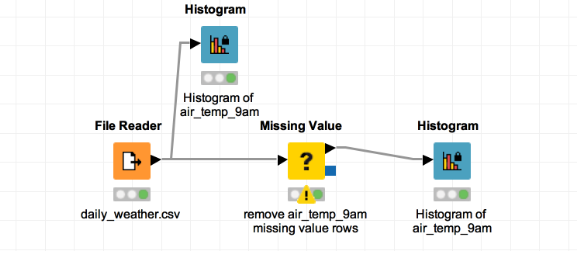 Histogram
Histogram of
air_temp_9am
File Reader
Missing Value
Histogram
?
!
daily_weather.csv
remove air_temp_9am
missing value rows
Histogram of
air_temp_9am